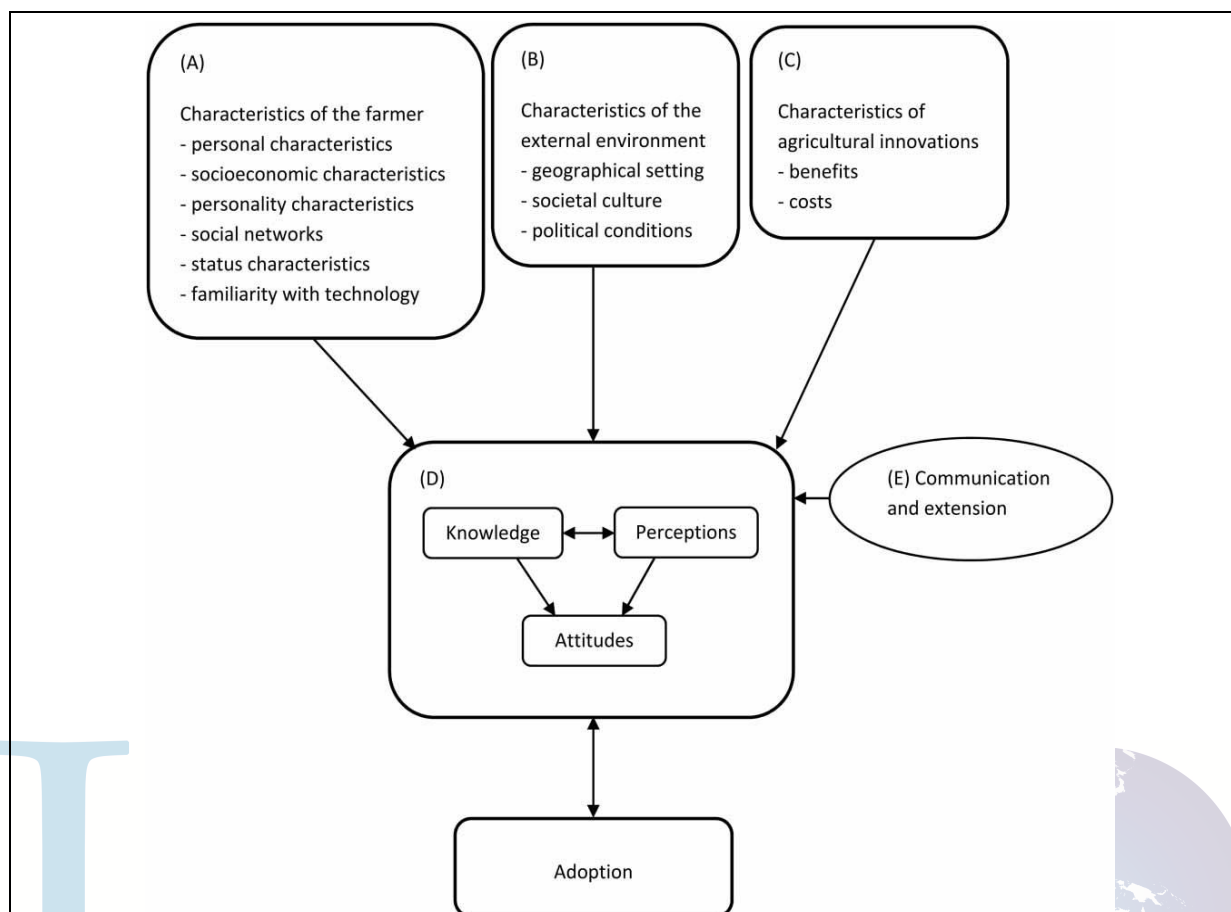 (A)
Characteristics of the farmer
- personal characteristics
- socioeconomic characteristics
- personality characteristics
- social networks
- status characteristics
- familiarity with technology
(B)
Characteristics of the
external environment
- geographical setting
- societal culture
- political conditions
(C)
Characteristics of
agricultural innovations
- benefits
- costs
(D)
Knowledge
Perceptions
Attitudes
(E) Communication
and extension
Adoption